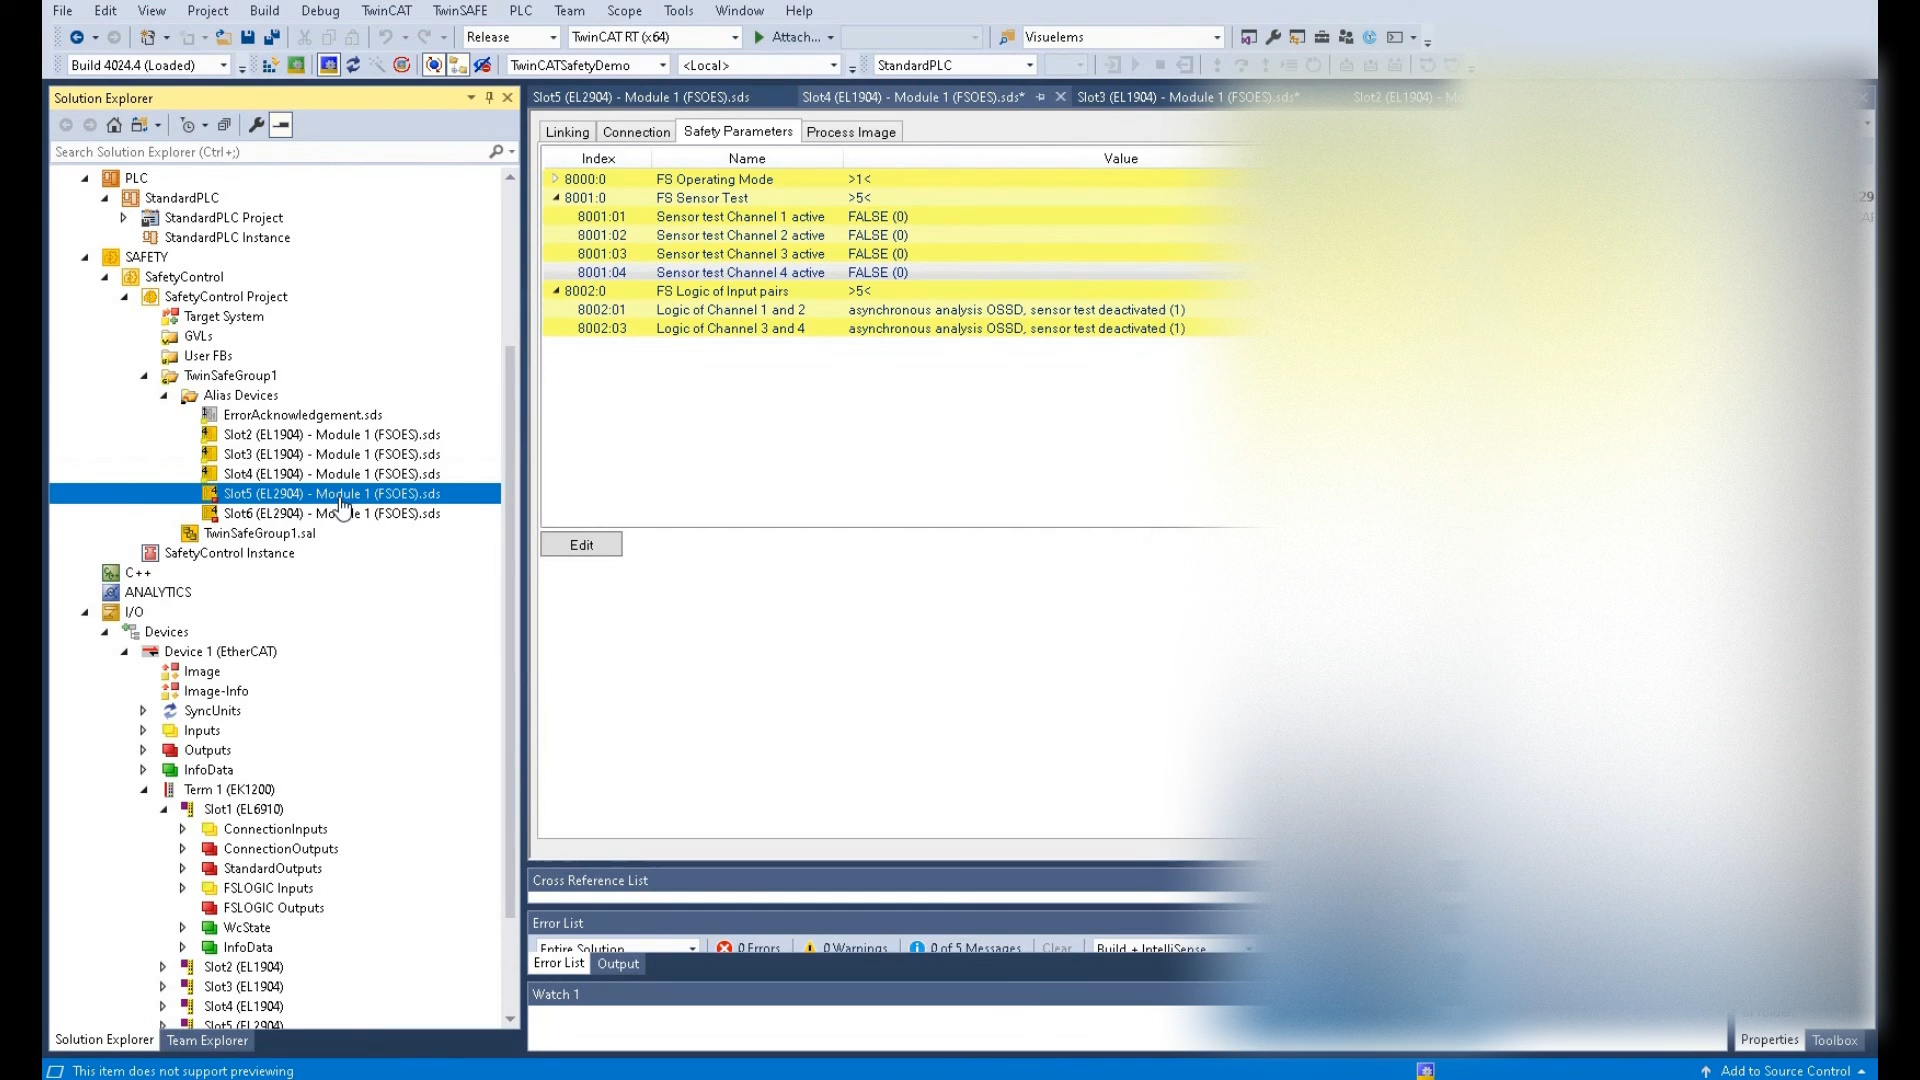 File Edit View Project Build Debug TwinCAT TwinSAFE PLC Team Scope Tools Window Help
Release TwinCAT RT (x64) Attach... Visuelems
Build 4024.4 (Loaded) TwinCATSafetyDemo <Local> StandardPLC
Solution Explorer
Search Solution Explorer (Ctrl+;)
PLC
StandardPLC
StandardPLC Project
StandardPLC Instance
SAFETY
SafetyControl
SafetyControl Project
Target System
GVLs
User FBs
TwinSafeGroup1
Alias Devices
ErrorAcknowledgement.sds
Slot2 (EL1904) - Module 1 (FSOES).sds
Slot3 (EL1904) - Module 1 (FSOES).sds
Slot4 (EL1904) - Module 1 (FSOES).sds
Slot5 (EL2904) - Module 1 (FSOES).sds
Slot6 (EL2904) - Module 1 (FSOES).sds
TwinSafeGroup1.sal
SafetyControl Instance
C++
ANALYTICS
I/O
Devices
Device 1 (EtherCAT)
Image
Image-Info
SyncUnits
Inputs
Outputs
InfoData
Term 1 (EK1200)
Slot1 (EL6910)
ConnectionInputs
ConnectionOutputs
StandardOutputs
FSLOGIC Inputs
FSLOGIC Outputs
WcState
InfoData
Slot2 (EL1904)
Slot3 (EL1904)
Slot4 (EL1904)
Slot5 (EL2904)
Solution Explorer Team Explorer
Slot5 (EL2904) - Module 1 (FSOES).sds Slot4 (EL1904) - Module 1 (FSOES).sds* Slot3 (EL1904) - Module 1 (FSOES).sds* Slot2 (EL1904) - Mo
Linking Connection Safety Parameters Process Image
Index Name Value
8000:0 FS Operating Mode >1<
8001:0 FS Sensor Test >5<
8001:01 Sensor test Channel 1 active FALSE (0)
8001:02 Sensor test Channel 2 active FALSE (0)
8001:03 Sensor test Channel 3 active FALSE (0)
8001:04 Sensor test Channel 4 active FALSE (0)
8002:0 FS Logic of Input pairs >5<
8002:01 Logic of Channel 1 and 2 asynchronous analysis OSSD, sensor test deactivated (1)
8002:03 Logic of Channel 3 and 4 asynchronous analysis OSSD, sensor test deactivated (1)
Edit
Cross Reference List
Error List
Entire Solution 0 Errors 0 Warnings 0 of 5 Messages Clear Build + IntelliSense
Error List Output
Watch 1
Properties Toolbox
This item does not support previewing Add to Source Control